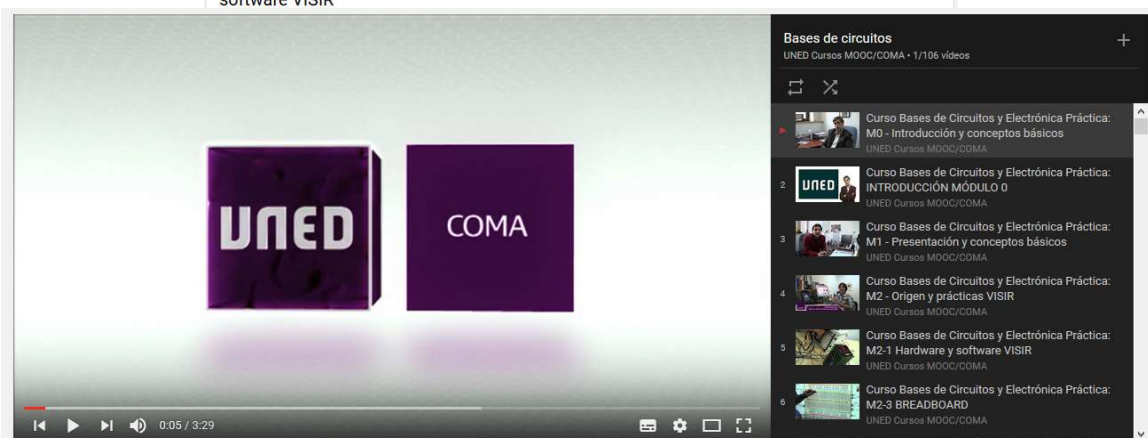 software VISIR
UNED
COMA
0:05 / 3:29
Bases de circuitos
UNED Cursos MOOC/COMA • 1/106 vídeos
Curso Bases de Circuitos y Electrónica Práctica:
M0 - Introducción y conceptos básicos
UNED Cursos MOOC/COMA
2
UNED
Curso Bases de Circuitos y Electrónica Práctica:
INTRODUCCIÓN MÓDULO 0
UNED Cursos MOOC/COMA
3
Curso Bases de Circuitos y Electrónica Práctica:
M1 - Presentación y conceptos básicos
UNED Cursos MOOC/COMA
4
Curso Bases de Circuitos y Electrónica Práctica:
M2 - Origen y prácticas VISIR
UNED Cursos MOOC/COMA
5
Curso Bases de Circuitos y Electrónica Práctica:
M2-1 Hardware y software VISIR
UNED Cursos MOOC/COMA
6
Curso Bases de Circuitos y Electrónica Práctica:
M2-3 BREADBOARD
UNED Cursos MOOC/COMA